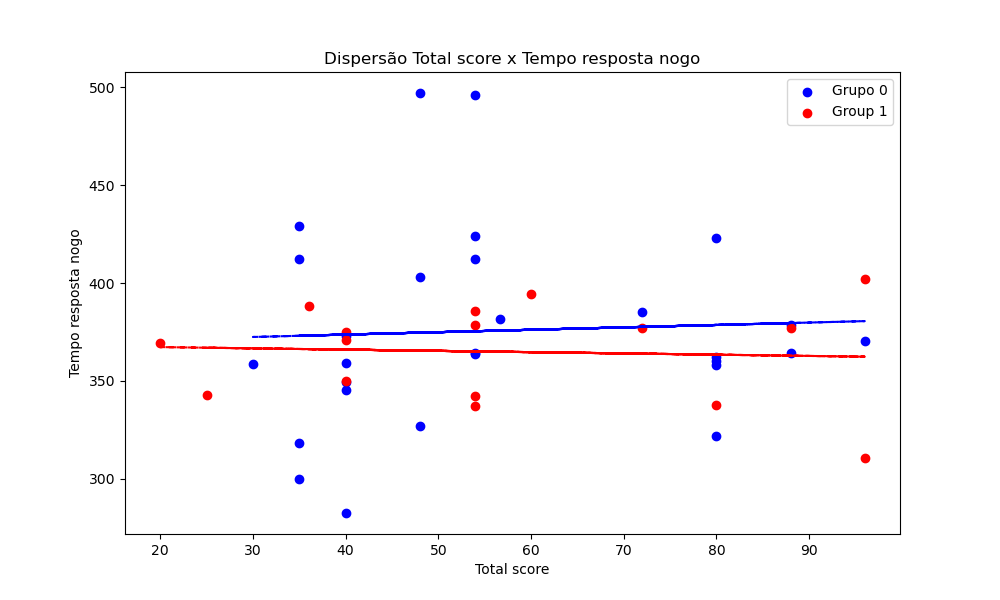 Dispersão Total score x Tempo resposta nogo
Grupo 0
Group 1
Tempo resposta nogo
500
450
400
350
300
20 30 40 50 60 70 80 90
Total score